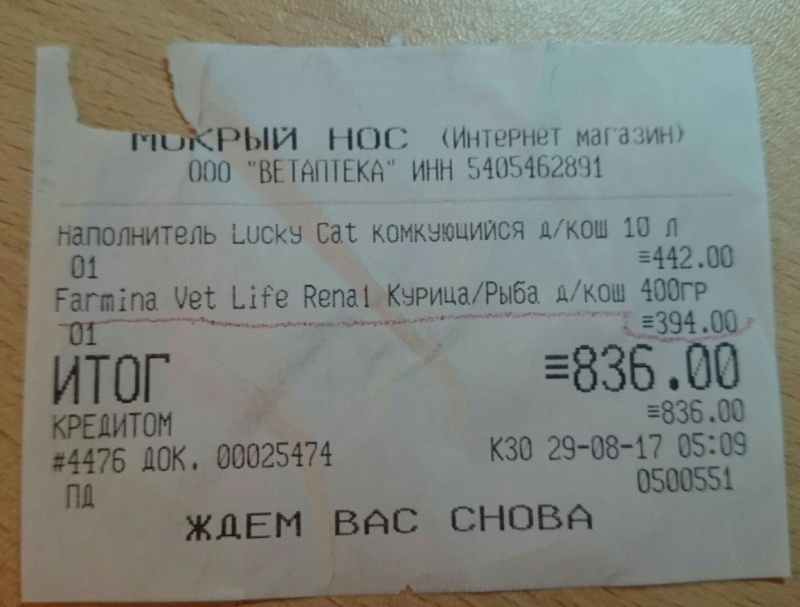 МОКРЫЙ НОС (Интернет магазин)
ООО "ВЕТАПТЕКА" ИНН 5405462891
Наполнитель Lucky Cat комкующийся д/кош 10 л
01 ≡442.00
Farmina Vet Life Renal Курица/Рыба д/кош 400гр
01 ≡394.00
ИТОГ ≡836.00
КРЕДИТОМ ≡836.00
#4476 ДОК. 00025474 К30 29-08-17 05:09
ПД 0500551
ЖДЕМ ВАС СНОВА